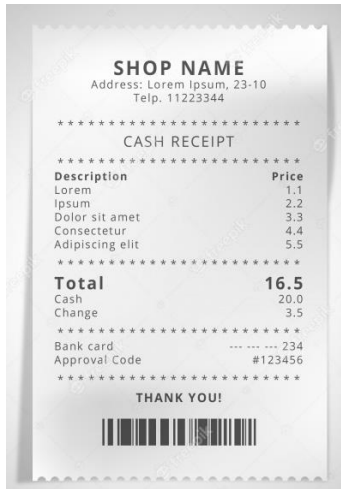 SHOP NAME
Address: Lorem Ipsum, 23-10
Telp. 11223344
* * * * * * * * * * * * * * * * * * * * * * * *
CASH RECEIPT
* * * * * * * * * * * * * * * * * * * * * * * *
Description Price
Lorem 1.1
Ipsum 2.2
Dolor sit amet 3.3
Consectetur 4.4
Adipiscing elit 5.5
* * * * * * * * * * * * * * * * * * * * * * * *
Total 16.5
Cash 20.0
Change 3.5
* * * * * * * * * * * * * * * * * * * * * * * *
Bank card --- --- --- 234
Approval Code #123456
* * * * * * * * * * * * * * * * * * * * * * * *
THANK YOU!